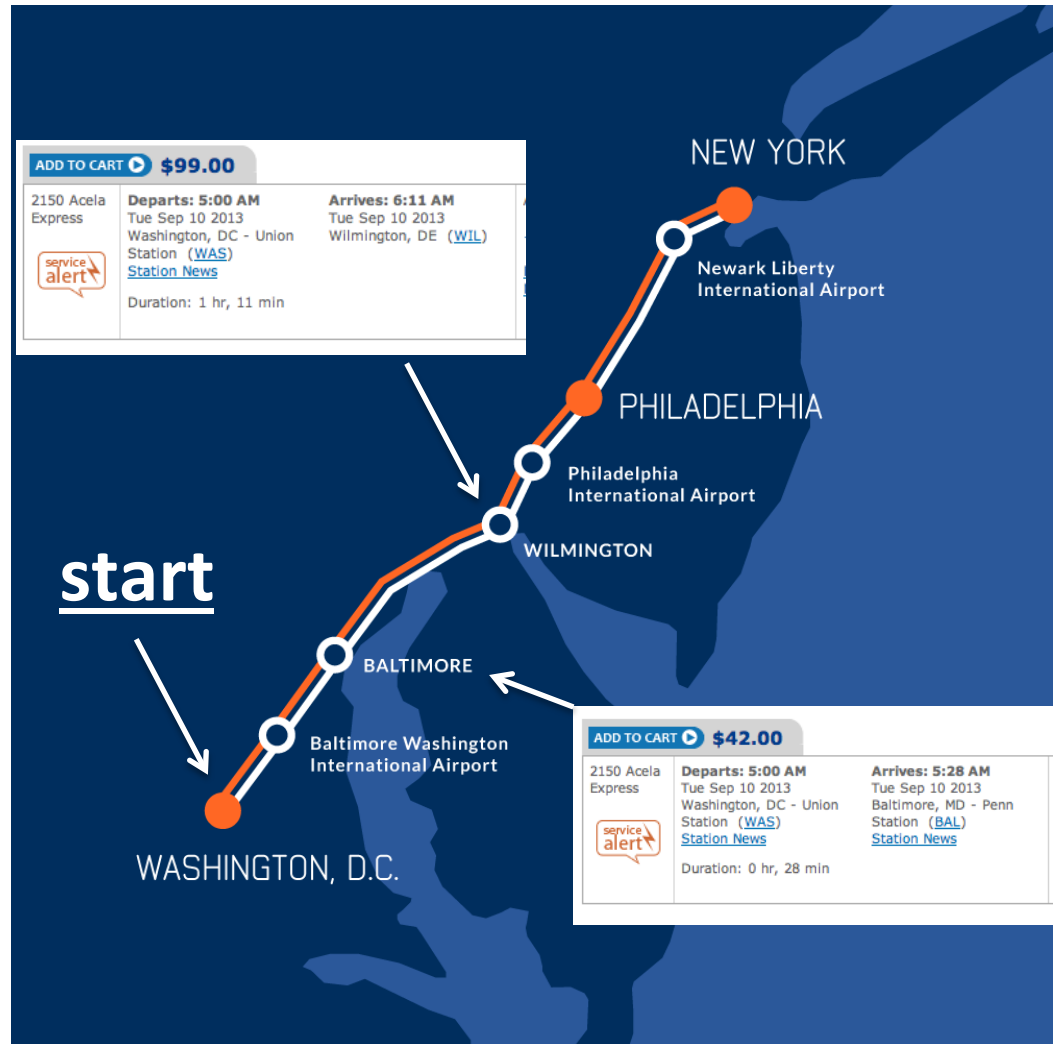 NEW YORK
ADD TO CART $99.00
2150 Acela
Express
service
alert
Departs: 5:00 AM
Tue Sep 10 2013
Washington, DC - Union
Station (WAS)
Station News
Duration: 1 hr, 11 min
Arrives: 6:11 AM
Tue Sep 10 2013
Wilmington, DE (WIL)
Newark Liberty
International Airport
PHILADELPHIA
Philadelphia
International Airport
WILMINGTON
start
BALTIMORE
Baltimore Washington
International Airport
WASHINGTON, D.C.
ADD TO CART $42.00
2150 Acela
Express
service
alert
Departs: 5:00 AM
Tue Sep 10 2013
Washington, DC - Union
Station (WAS)
Station News
Duration: 0 hr, 28 min
Arrives: 5:28 AM
Tue Sep 10 2013
Baltimore, MD - Penn
Station (BAL)
Station News